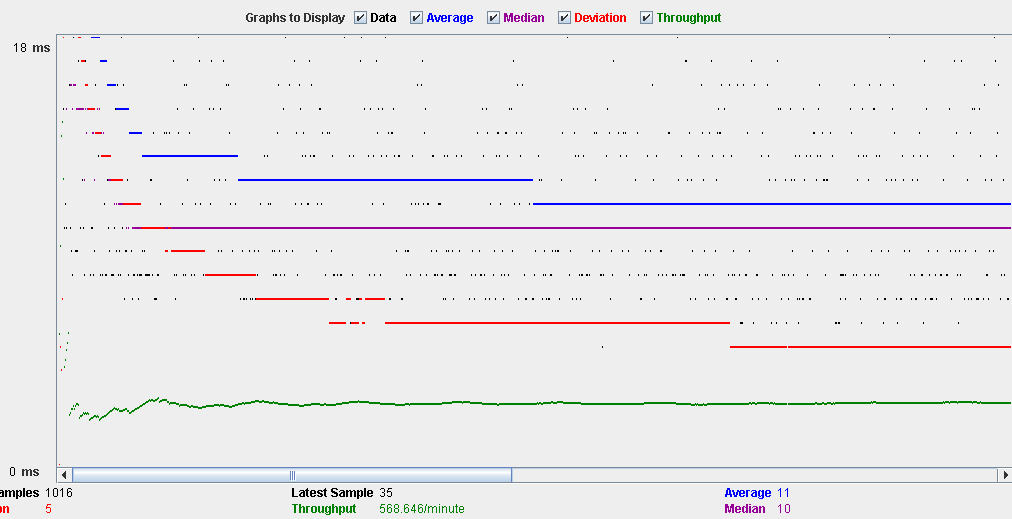 Graphs to Display Data Average Median Deviation Throughput
18 ms
0 ms
amples 1016 Latest Sample 35 Average 11
on 5 Throughput 568.646/minute Median 10